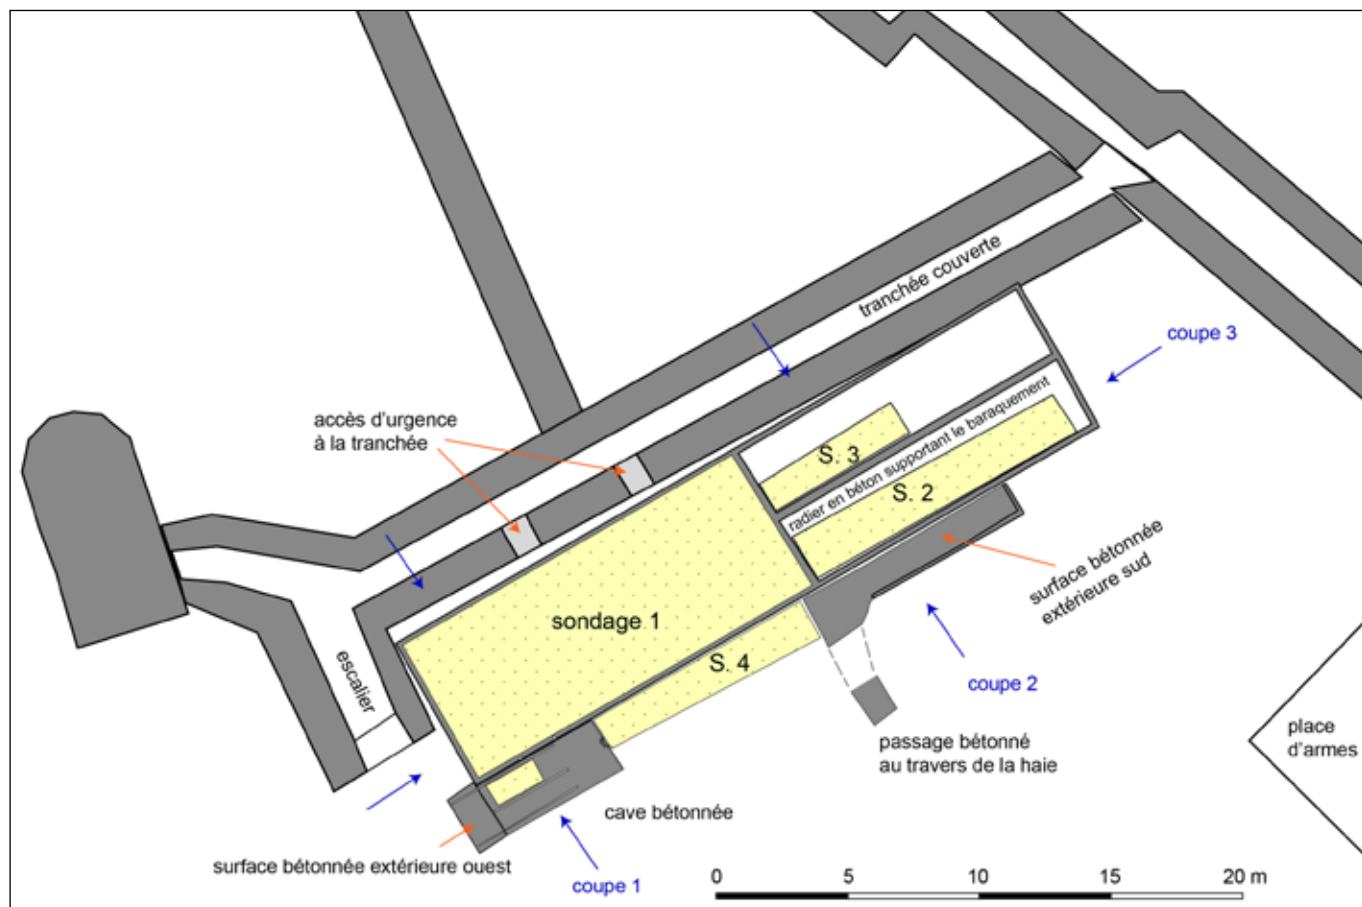 tranchée couverte
coupe 3
accès d'urgence
à la tranchée
S. 3
radier en béton supportant le baraquement
S. 2
surface bétonnée
extérieure sud
sondage 1
escalier
S. 4
coupe 2
place
d'armes
passage bétonné
au travers de la haie
cave bétonnée
surface bétonnée extérieure ouest
coupe 1
0 5 10 15 20 m